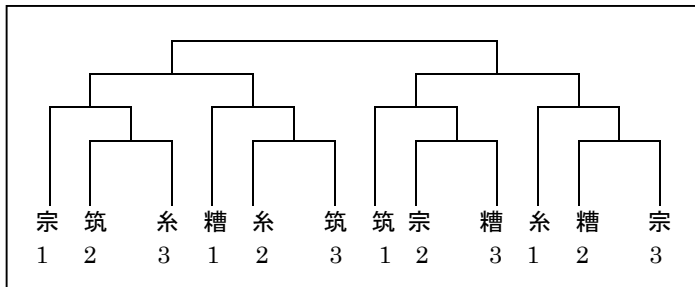 宗 筑 糸 糟 糸 筑 筑 宗 糟 糸 糟 宗
1 2 3 1 2 3 1 2 3 1 2 3